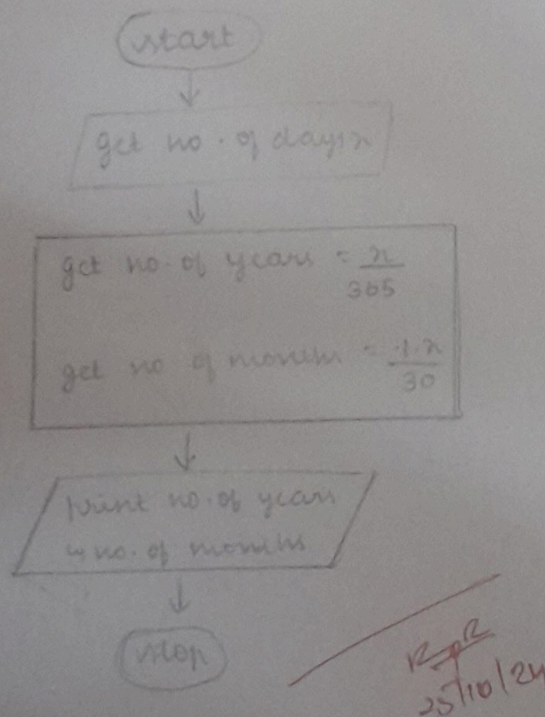 start
get no. of days x
get no. of years = x/365
get no of months = 1.x/30
print no. of years
no. of months
stop
25/10/24